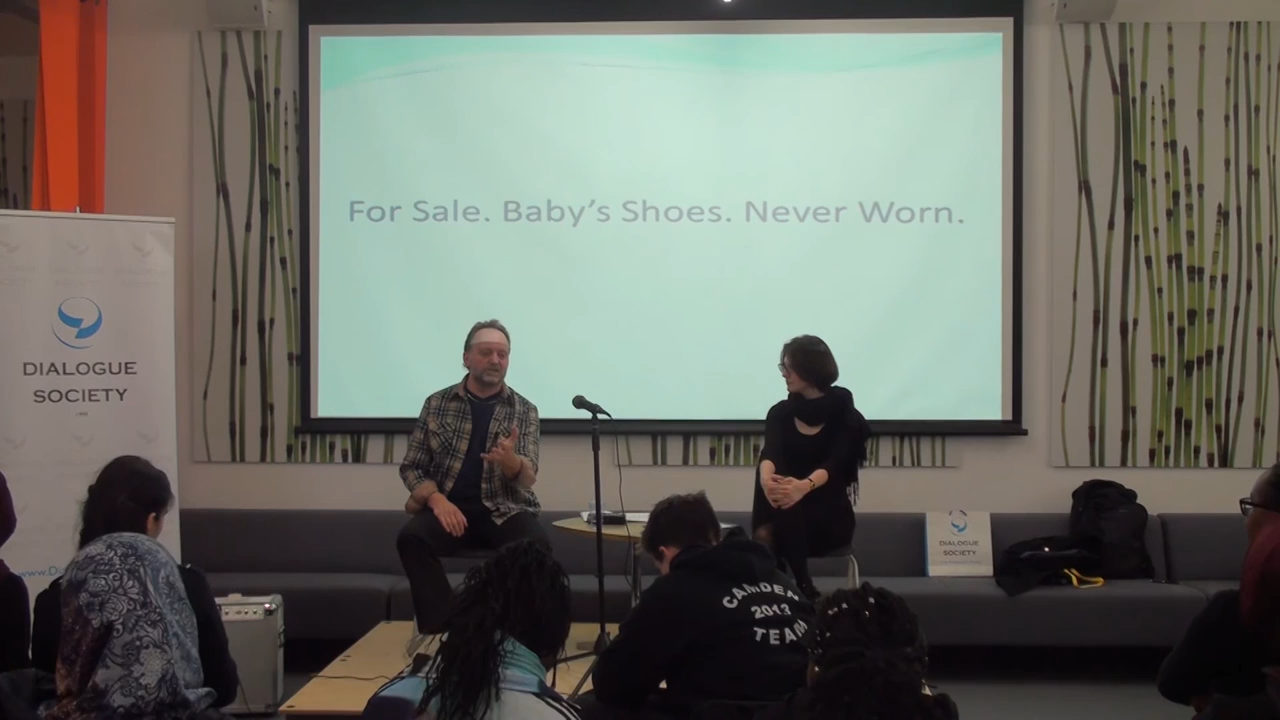 For Sale. Baby's Shoes. Never Worn.
DIALOGUE
SOCIETY
DIALOGUE
SOCIETY
CAMDEN
2013
TEAM